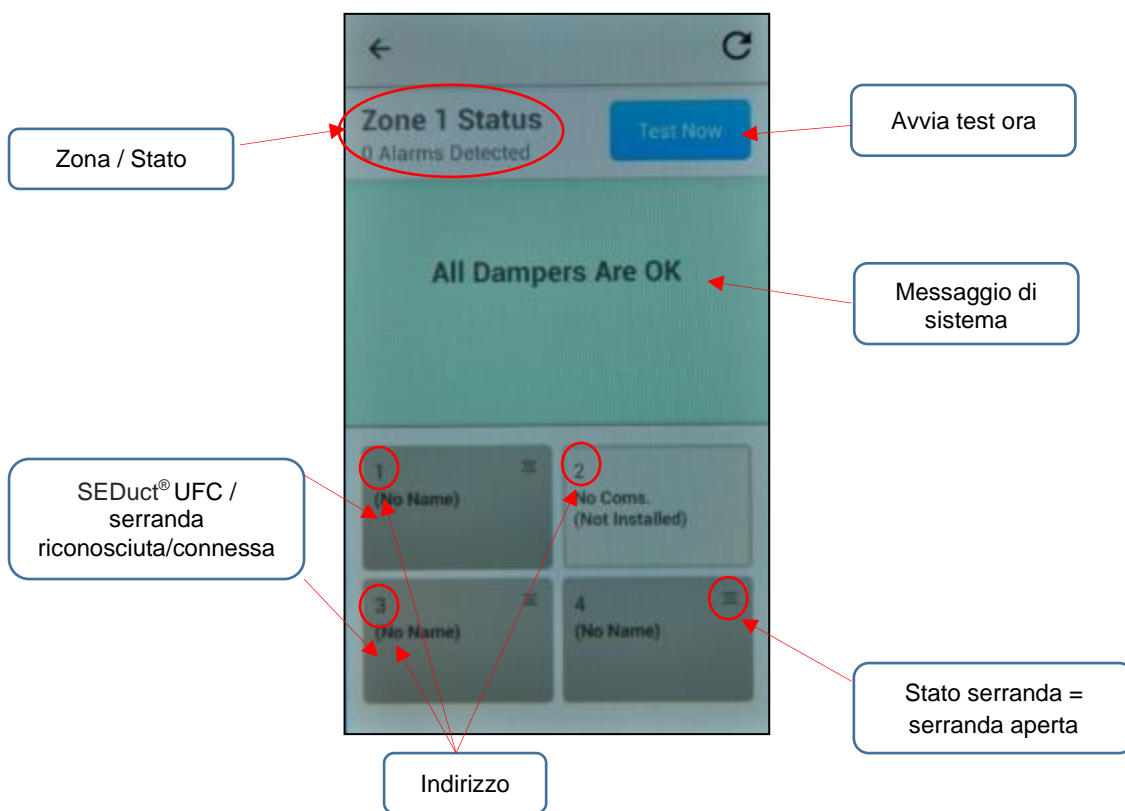 Zone 1 Status
Test Now
0 Alarms Detected
Avvia test ora
Zona / Stato
All Dampers Are OK
Messaggio di
sistema
1
(No Name)
2
No Coms.
(Not Installed)
SEDuct® UFC /
serranda
riconosciuta/connessa
3
(No Name)
4
(No Name)
Stato serranda =
serranda aperta
Indirizzo